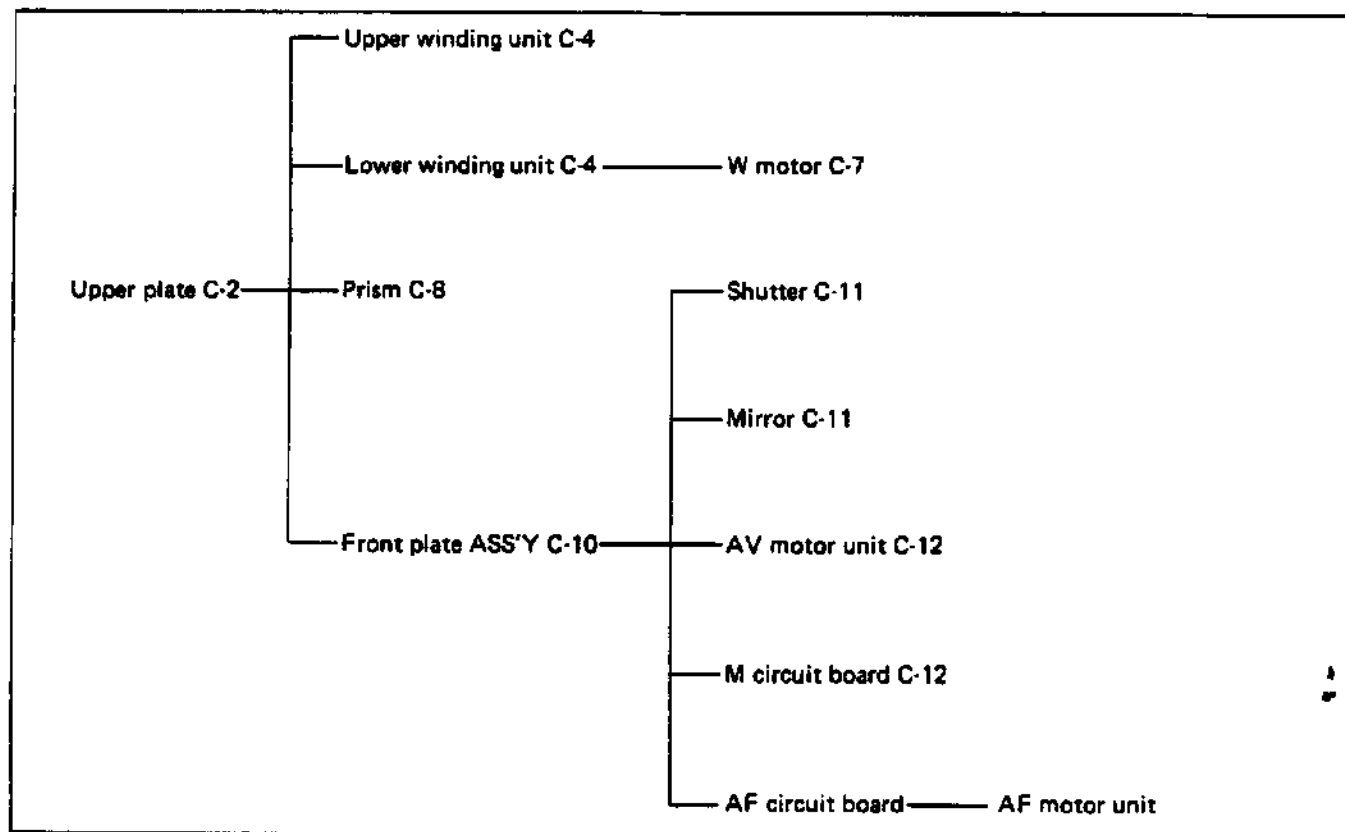 Upper winding unit C-4
Lower winding unit C-4 W motor C-7
Upper plate C-2 Prism C-8 Shutter C-11
Mirror C-11
Front plate ASS'Y C-10 AV motor unit C-12
M circuit board C-12
AF circuit board AF motor unit